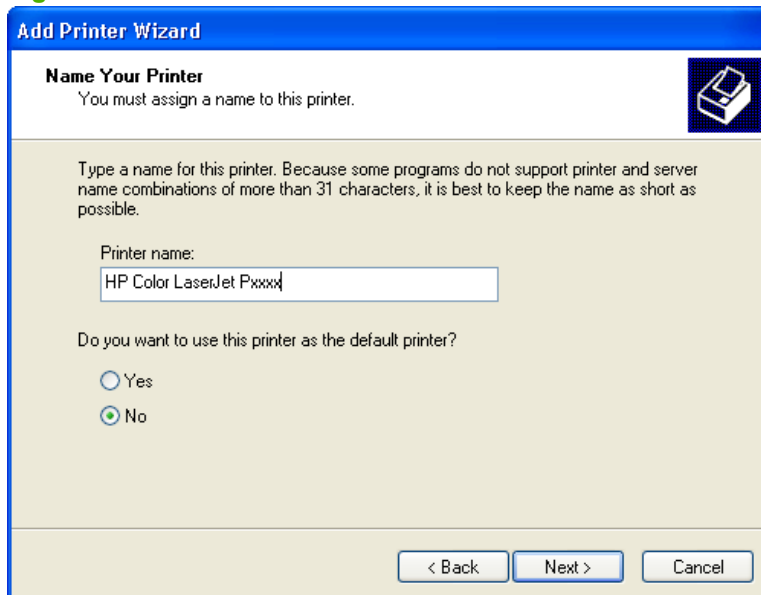 Add Printer Wizard
Name Your Printer
You must assign a name to this printer.
Type a name for this printer. Because some programs do not support printer and server
name combinations of more than 31 characters, it is best to keep the name as short as
possible.
Printer name:
HP Color LaserJet Pxxxx
Do you want to use this printer as the default printer?
Yes
No
< Back
Next >
Cancel